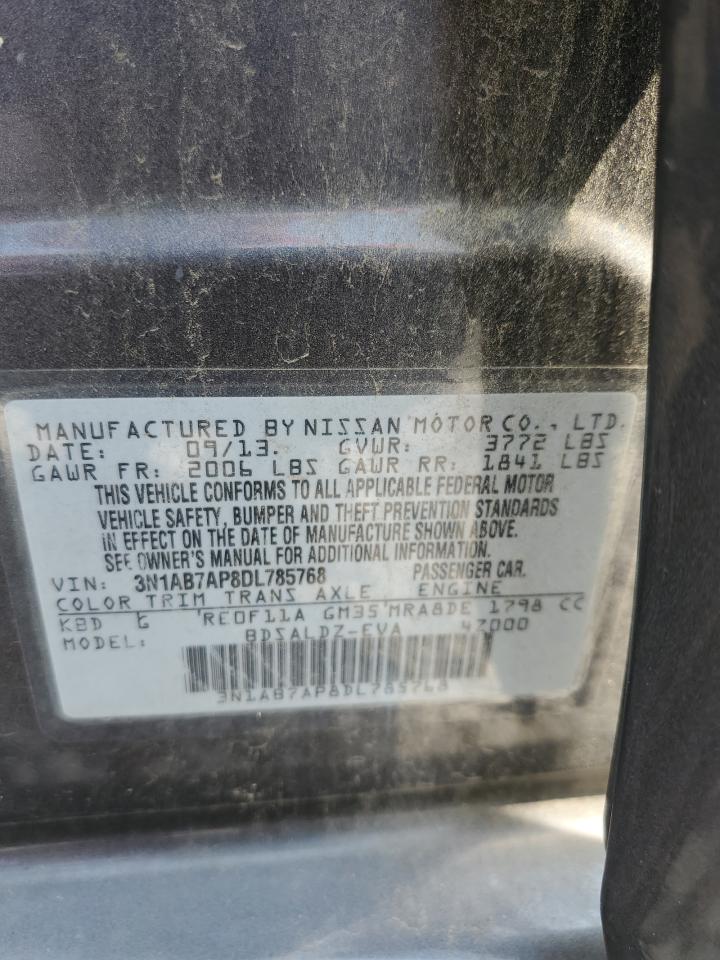 MANUFACTURED BY NISSAN MOTOR CO., LTD.
DATE: 09/13. GVWR: 3772 LBS
GAWR FR: 2006 LBS GAWR RR: 1841 LBS
THIS VEHICLE CONFORMS TO ALL APPLICABLE FEDERAL MOTOR
VEHICLE SAFETY, BUMPER AND THEFT PREVENTION STANDARDS
IN EFFECT ON THE DATE OF MANUFACTURE SHOWN ABOVE.
SEE OWNER'S MANUAL FOR ADDITIONAL INFORMATION.
VIN: 3N1AB7AP8DL785768 PASSENGER CAR.
COLOR TRIM TRANS AXLE ENGINE
KBD G RE0F11A GM35 MRA8DE 1798 CC
MODEL: BDSALDZ-EVA 47000
3N1AB7AP8DL785768